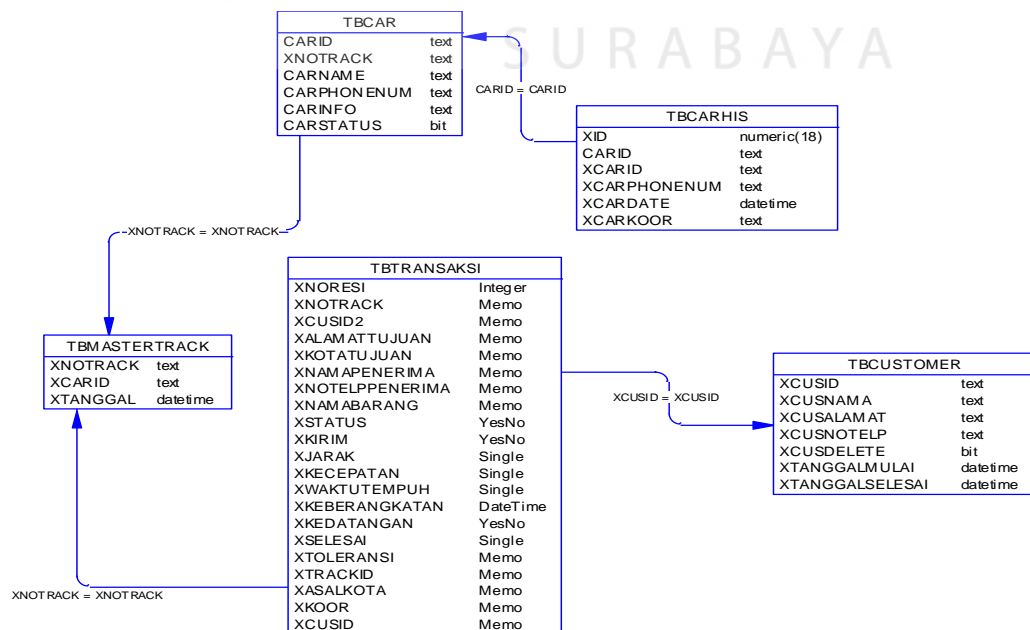 SURABAYA
TBCAR
CARID text
XNOTRACK text
CARNAME text
CARPHONENUM text
CARINFO text
CARSTATUS bit
CARID = CARID
TBCARHIS
XID numeric(18)
CARID text
XCARID text
XCARPHONENUM text
XCARDATE datetime
XCARKOOR text
XNOTRACK = XNOTRACK
TBTRANSAKSI
XNORESI Integer
XNOTRACK Memo
XCUSID2 Memo
XALAMATTUJUAN Memo
XKOTATUJUAN Memo
XNAMAPENERIMA Memo
XNOTELPPENERIMA Memo
XNAMABARANG Memo
XSTATUS YesNo
XKIRIM YesNo
XJARAK Single
XKECEPATAN Single
XWAKTUTEMPUH Single
XKEBERANGKATAN DateTime
XKEDATANGAN YesNo
XSELESAI Single
XTOLERANSI Memo
XTRACKID Memo
XASALKOTA Memo
XKOOR Memo
XCUSID Memo
TBMASTERTRACK
XNOTRACK text
XCARID text
XTANGGAL datetime
XCUSID = XCUSID
TBCUSTOMER
XCUSID text
XCUSNAMA text
XCUSALAMAT text
XCUSNOTELP text
XCUSDELETE bit
XTANGGALMULAI datetime
XTANGGALSELESAI datetime
XNOTRACK = XNOTRACK